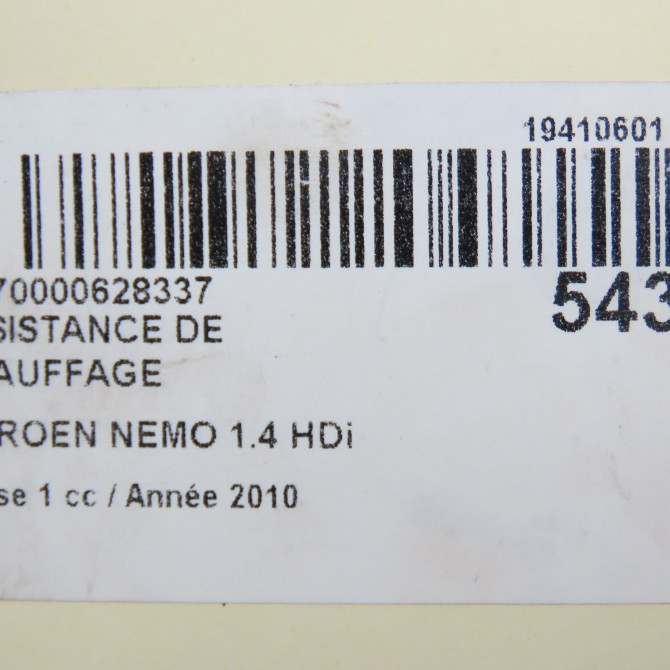 19410601
70000628337
543
SISTANCE DE
AUFFAGE
ROEN NEMO 1.4 HDi
se 1 cc / Année 2010